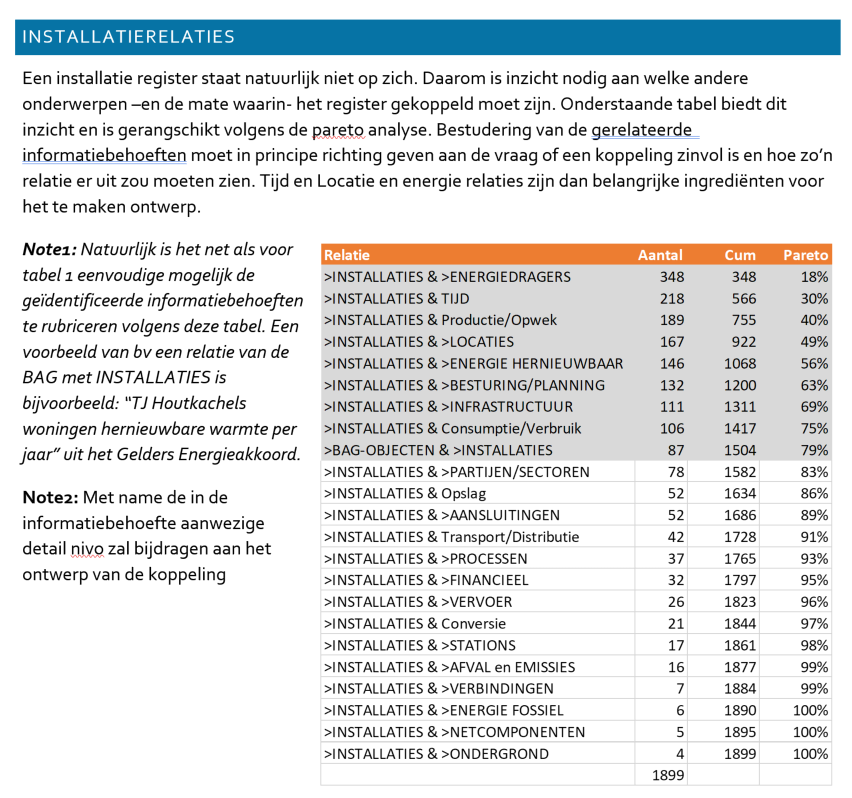 INSTALLATIERELATIES
Een installatie register staat natuurlijk niet op zich. Daarom is inzicht nodig aan welke andere
onderwerpen –en de mate waarin- het register gekoppeld moet zijn. Onderstaande tabel biedt dit
inzicht en is gerangschikt volgens de pareto analyse. Bestudering van de gerelateerde
informatiebehoeften moet in principe richting geven aan de vraag of een koppeling zinvol is en hoe zo’n
relatie er uit zou moeten zien. Tijd en Locatie en energie relaties zijn dan belangrijke ingrediënten voor
het te maken ontwerp.
Note1: Natuurlijk is het net als voor
tabel 1 eenvoudige mogelijk de
geïdentificeerde informatiebehoeften
te rubriceren volgens deze tabel. Een
voorbeeld van bv een relatie van de
BAG met INSTALLATIES is
bijvoorbeeld: “TJ Houtkachels
woningen hernieuwbare warmte per
jaar” uit het Gelders Energieakkoord.
Note2: Met name de in de
informatiebehoefte aanwezige
detail nivo zal bijdragen aan het
ontwerp van de koppeling
Relatie Aantal Cum Pareto
>INSTALLATIES & >ENERGIEDRAGERS 348 348 18%
>INSTALLATIES & TIJD 218 566 30%
>INSTALLATIES & Productie/Opwek 189 755 40%
>INSTALLATIES & >LOCATIES 167 922 49%
>INSTALLATIES & >ENERGIE HERNIEUWBAAR 146 1068 56%
>INSTALLATIES & >BESTURING/PLANNING 132 1200 63%
>INSTALLATIES & >INFRASTRUCTUUR 111 1311 69%
>INSTALLATIES & Consumptie/Verbruik 106 1417 75%
>BAG-OBJECTEN & >INSTALLATIES 87 1504 79%
>INSTALLATIES & >PARTIJEN/SECTOREN 78 1582 83%
>INSTALLATIES & Opslag 52 1634 86%
>INSTALLATIES & >AANSLUITINGEN 52 1686 89%
>INSTALLATIES & Transport/Distributie 42 1728 91%
>INSTALLATIES & >PROCESSEN 37 1765 93%
>INSTALLATIES & >FINANCIEEL 32 1797 95%
>INSTALLATIES & >VERVOER 26 1823 96%
>INSTALLATIES & Conversie 21 1844 97%
>INSTALLATIES & >STATIONS 17 1861 98%
>INSTALLATIES & >AFVAL en EMISSIES 16 1877 99%
>INSTALLATIES & >VERBINDINGEN 7 1884 99%
>INSTALLATIES & >ENERGIE FOSSIEL 6 1890 100%
>INSTALLATIES & >NETCOMPONENTEN 5 1895 100%
>INSTALLATIES & >ONDERGROND 4 1899 100%
1899